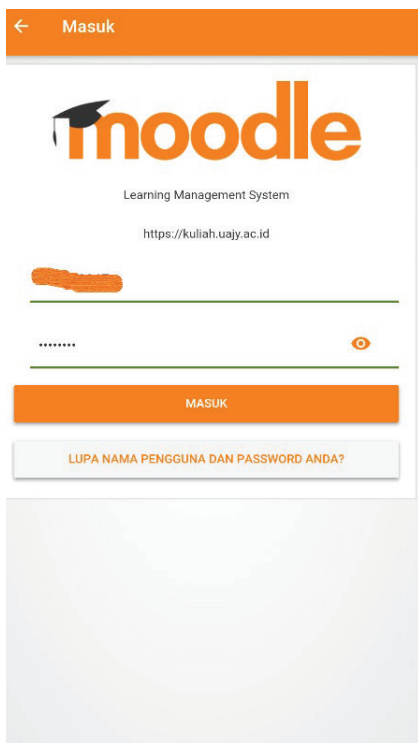 Masuk
moodle
Learning Management System
https://kuliah.uajy.ac.id
........
MASUK
LUPA NAMA PENGGUNA DAN PASSWORD ANDA?